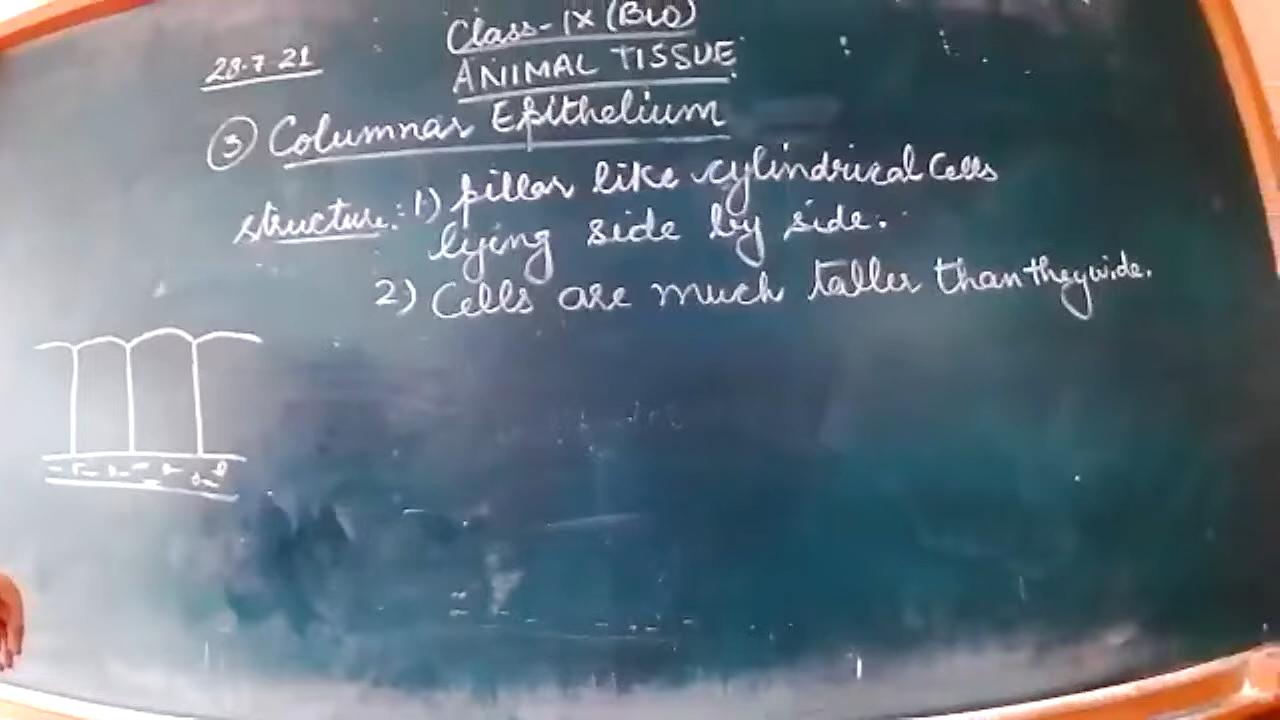 Class-IX (BIO)
28.7.21
ANIMAL TISSUE
③ Columnar Epithelium
structure:- 1) pillar like cylindrical cells
lying side by side.
2) Cells are much taller than they wide.